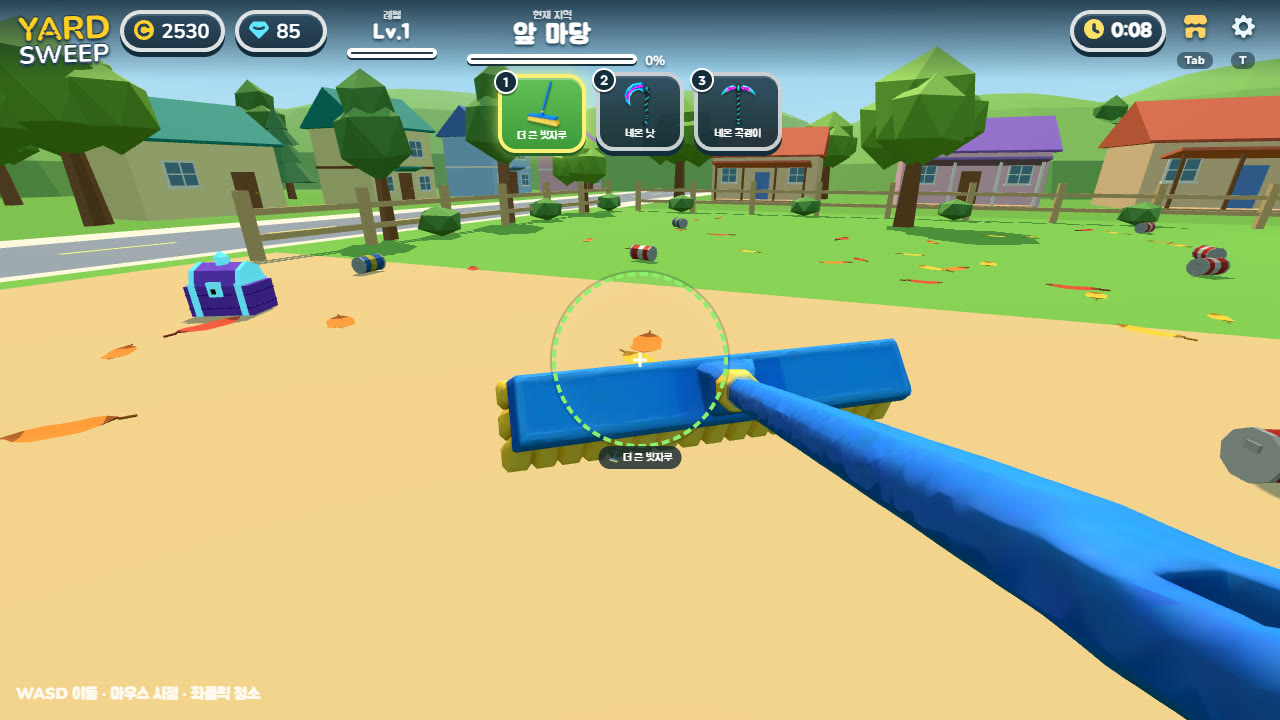 YARD
SWEEP
2530
85
레벨
Lv.1
현재 지역
앞 마당
0%
0:08
Tab
T
1
더 큰 빗자루
2
네온 낫
3
네온 곡괭이
더 큰 빗자루
WASD 이동 · 마우스 시점 · 좌클릭 청소